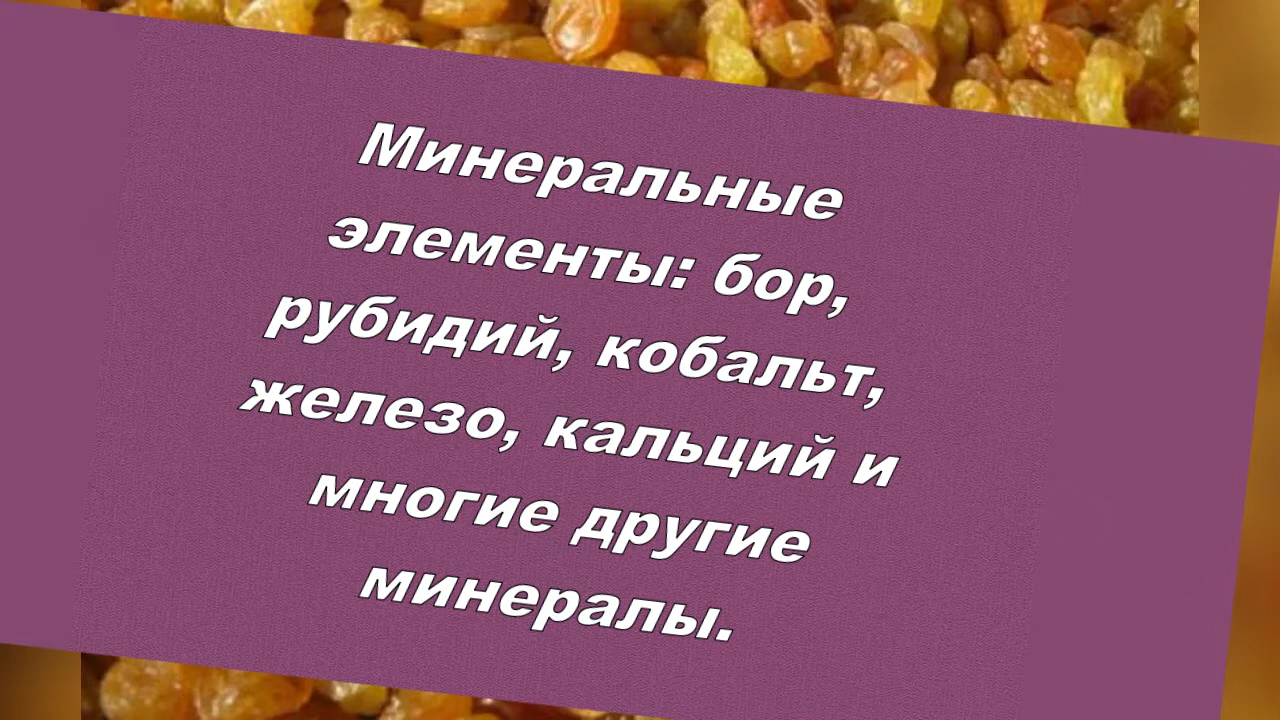 Минеральные
элементы: бор,
рубидий, кобальт,
железо, кальций и
многие другие
минералы.